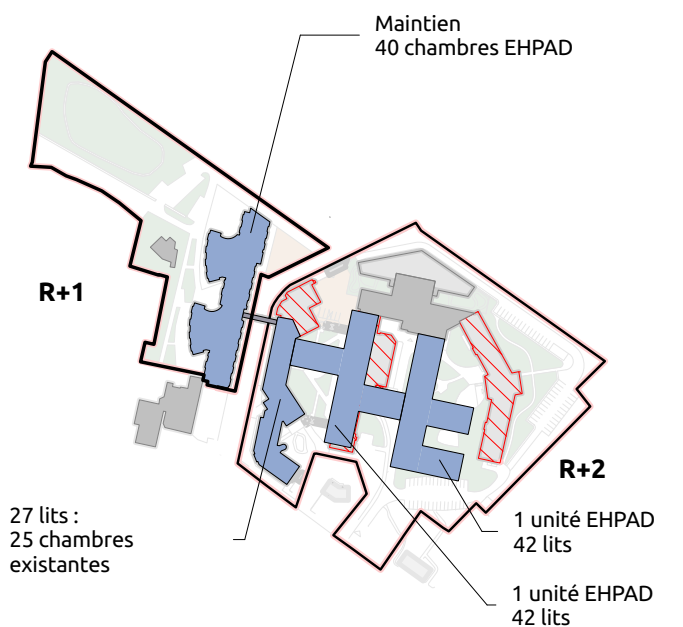 Maintien
40 chambres EHPAD
R+1
R+2
27 lits :
25 chambres
existantes
1 unité EHPAD
42 lits
1 unité EHPAD
42 lits